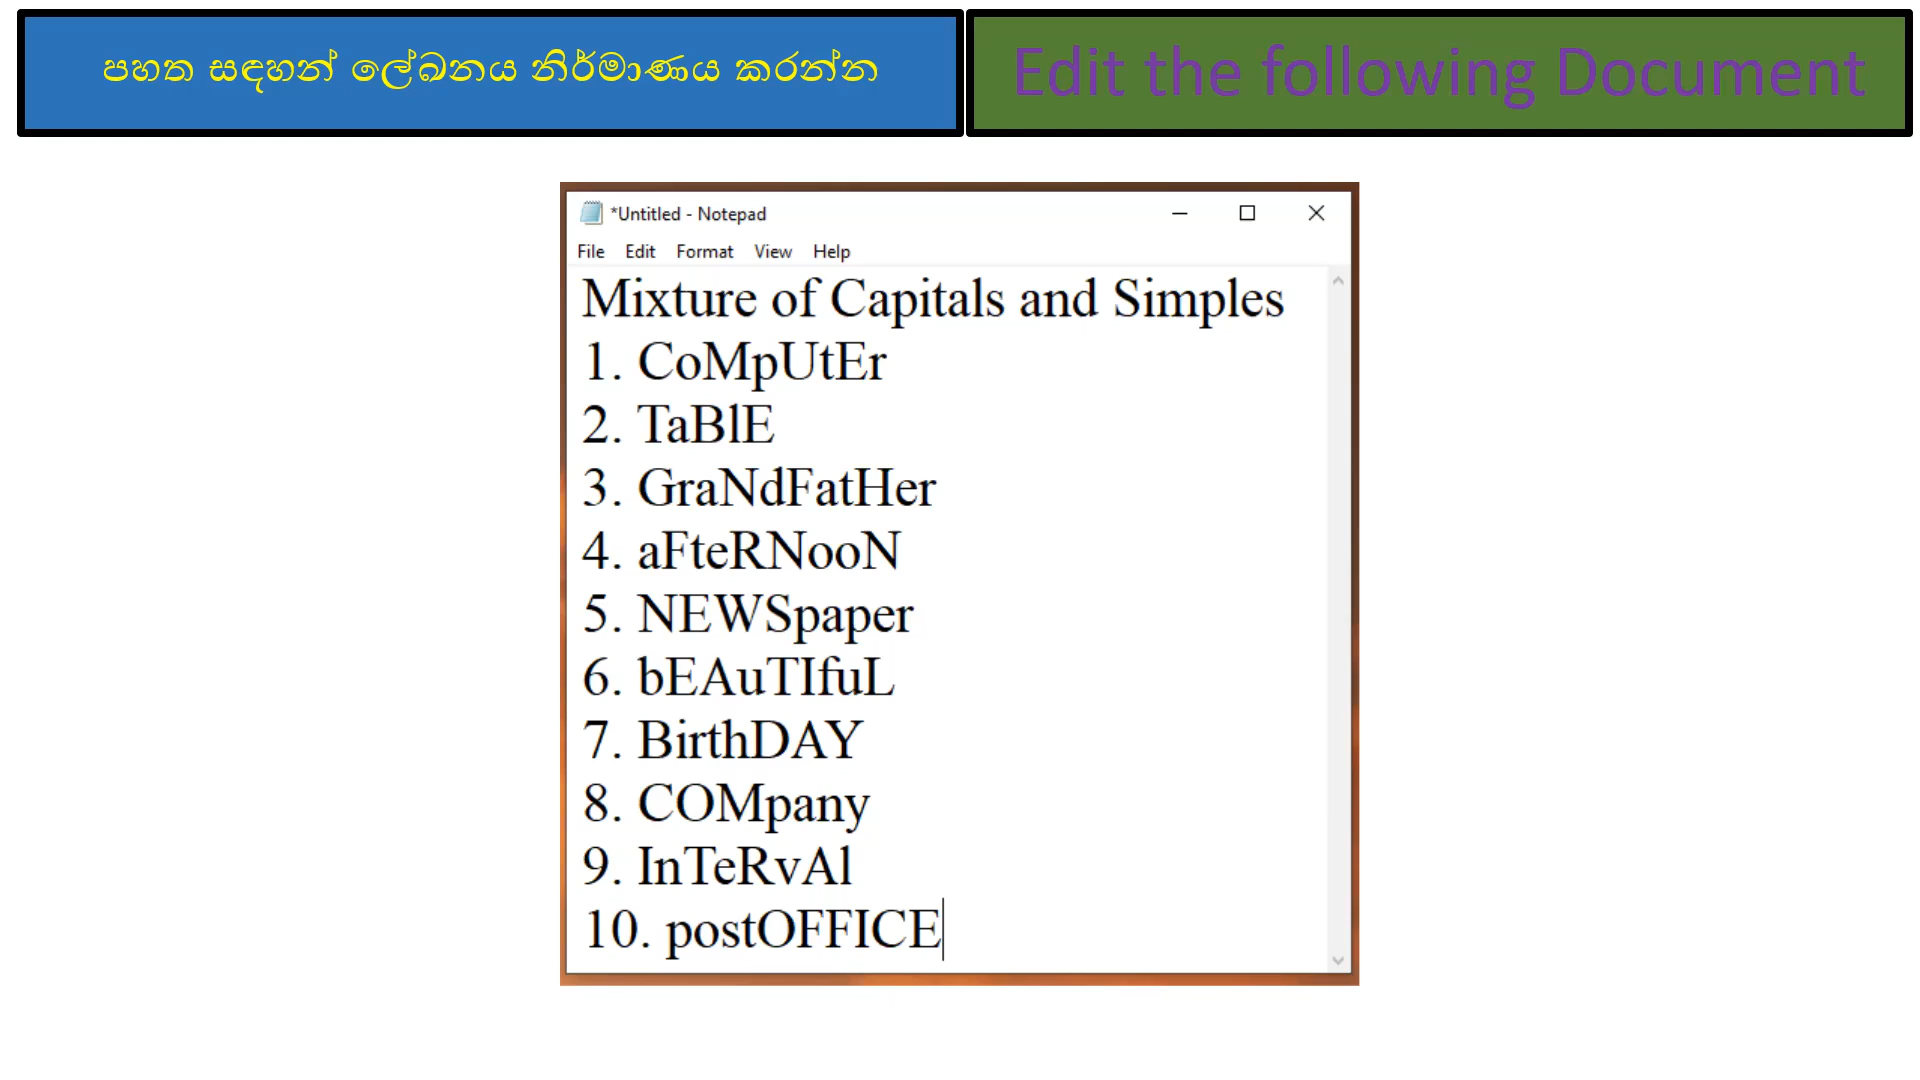 පහත සඳහන් ලේඛනය නිර්මාණය කරන්න
Edit the following Document
*Untitled - Notepad
File Edit Format View Help
Mixture of Capitals and Simples
1. CoMpUtEr
2. TaBlE
3. GraNdFatHer
4. aFteRNooN
5. NEWSpaper
6. bEAuTIfuL
7. BirthDAY
8. COMpany
9. InTeRvAl
10. postOFFICE